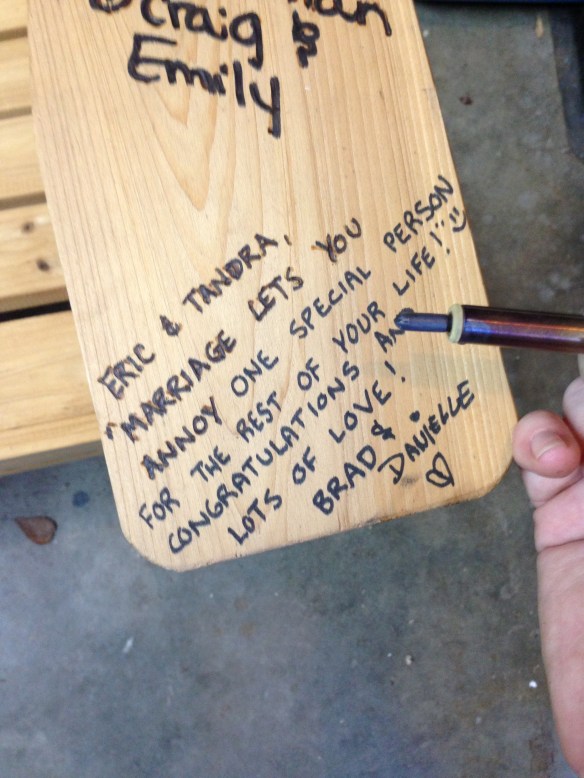 Craig &
Emily
ERIC & TANDRA,
"MARRIAGE LETS YOU
ANNOY ONE SPECIAL PERSON
FOR THE REST OF YOUR LIFE!"
CONGRATULATIONS
LOTS OF LOVE!
BRAD &
DANIELLE